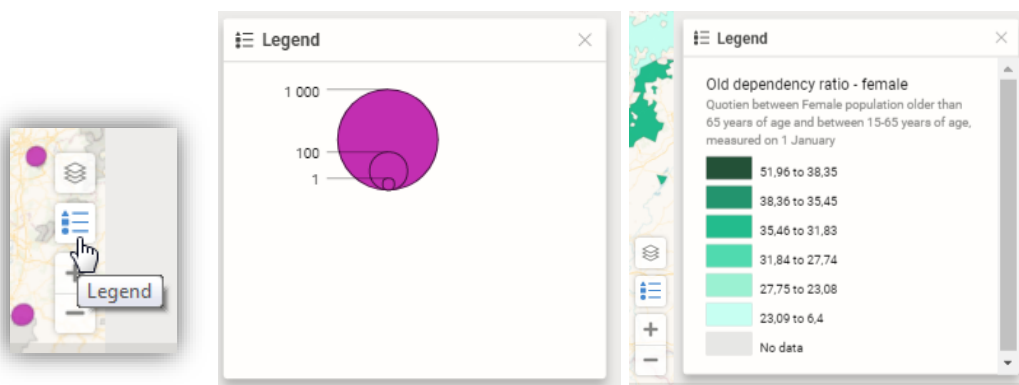 Legend
Legend
1 000
100
1
Legend
Old dependency ratio - female
Quotien between Female population older than
65 years of age and between 15-65 years of age,
measured on 1 January
51,96 to 38,35
38,36 to 35,45
35,46 to 31,83
31,84 to 27,74
27,75 to 23,08
23,09 to 6,4
No data